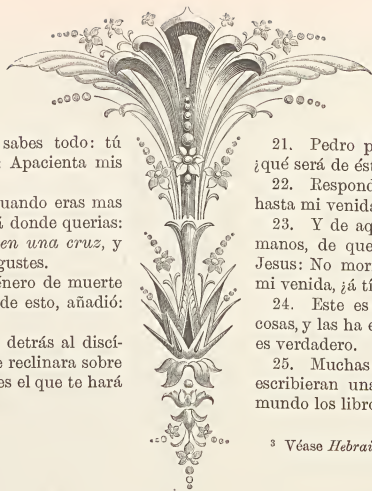 sabes todo: tú
: Apacienta mis
uando eras mas
donde querias:
en una cruz, y
gustes.
énero de muerte
de esto, añadió:
detrás al discí-
e reclinara sobre
es el que te hará
21. Pedro p
¿qué será de ést
22. Respond
hasta mi venida
23. Y de aq
manos, de que
Jesus: No mor
mi venida, ¿á tí
24. Este es
cosas, y las ha e
es verdadero.
25. Muchas
escribieran una
mundo los libro
3 Véase Hebrai